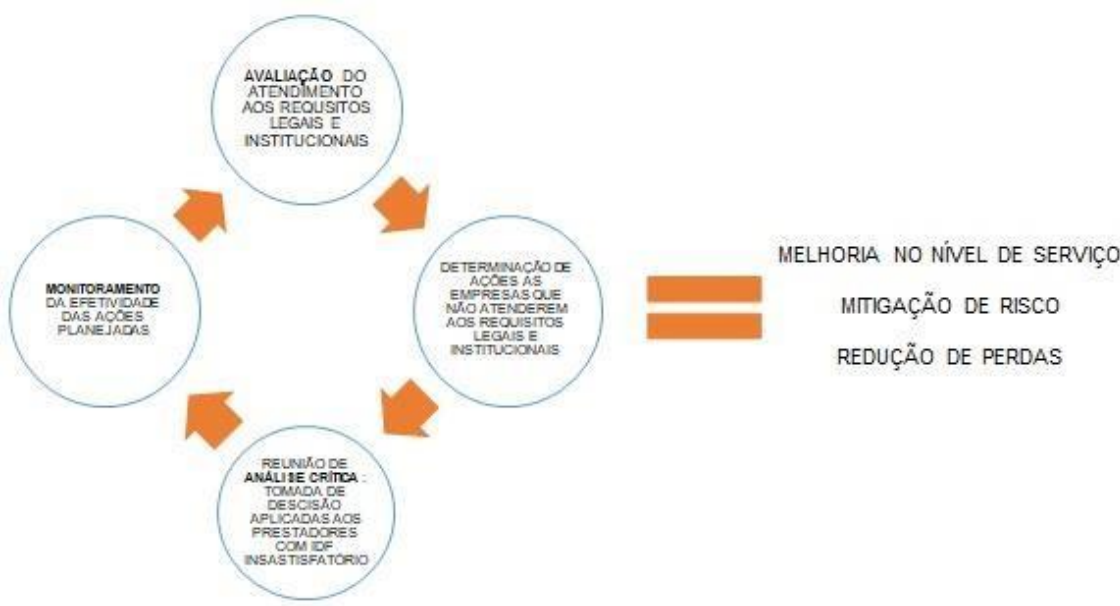 AVALIAÇÃO DO
ATENDIMENTO
AOS REQUSITOS
LEGAIS E
INSTITUCIONAIS
DETERMINAÇÃO DE
AÇÕES AS
EMPRESAS QUE
NÃO ATENDEREM
AOS REQUISITOS
LEGAIS E
INSTITUCIONAIS
REUNIÃO DE
ANÁLISE CRÍTICA :
TOMADA DE
DESCISÃO
APLICADAS AOS
PRESTADORES
COM IDF
INSASTISFATÓRIO
MONITORAMENTO
DA EFETIVIDADE
DAS AÇÕES
PLANEJADAS
MELHORIA NO NÍVEL DE SERVIÇO
MITIGAÇÃO DE RISCO
REDUÇÃO DE PERDAS